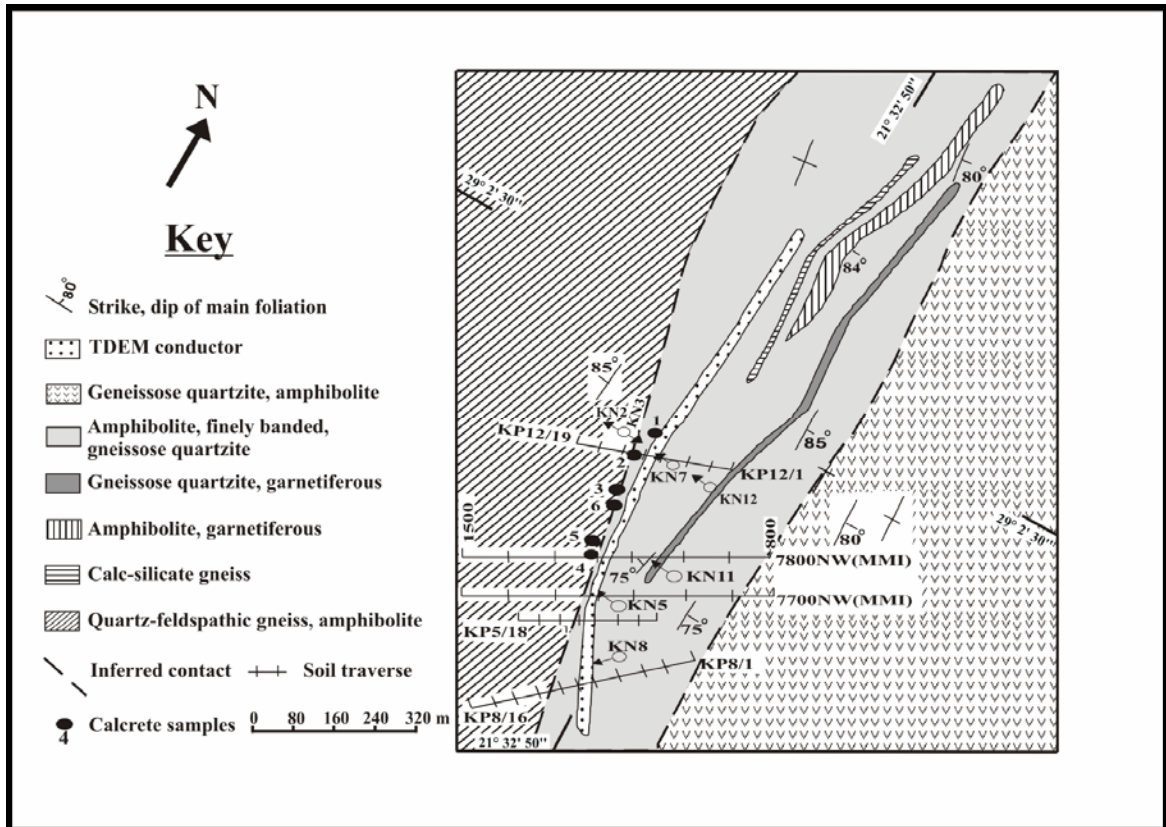 N
Key
80°
Strike, dip of main foliation
TDEM conductor
Geneissose quartzite, amphibolite
Amphibolite, finely banded,
gneissose quartzite
Gneissose quartzite, garnetiferous
Amphibolite, garnetiferous
Calc-silicate gneiss
Quartz-feldspathic gneiss, amphibolite
Inferred contact
Soil traverse
4
Calcrete samples
0 80 160 240 320 m
21° 32' 50"
29° 2' 30"
80°
84°
85°
KN2
KN3
1
KP12/19
2
85°
KN7
KP12/1
3
KN12
6
1500
800
80°
29° 2' 30"
5
4
7800NW(MMI)
75°
KN11
7700NW(MMI)
KN5
KP5/18
1
75°
KN8
KP8/1
KP8/16
21° 32' 50"